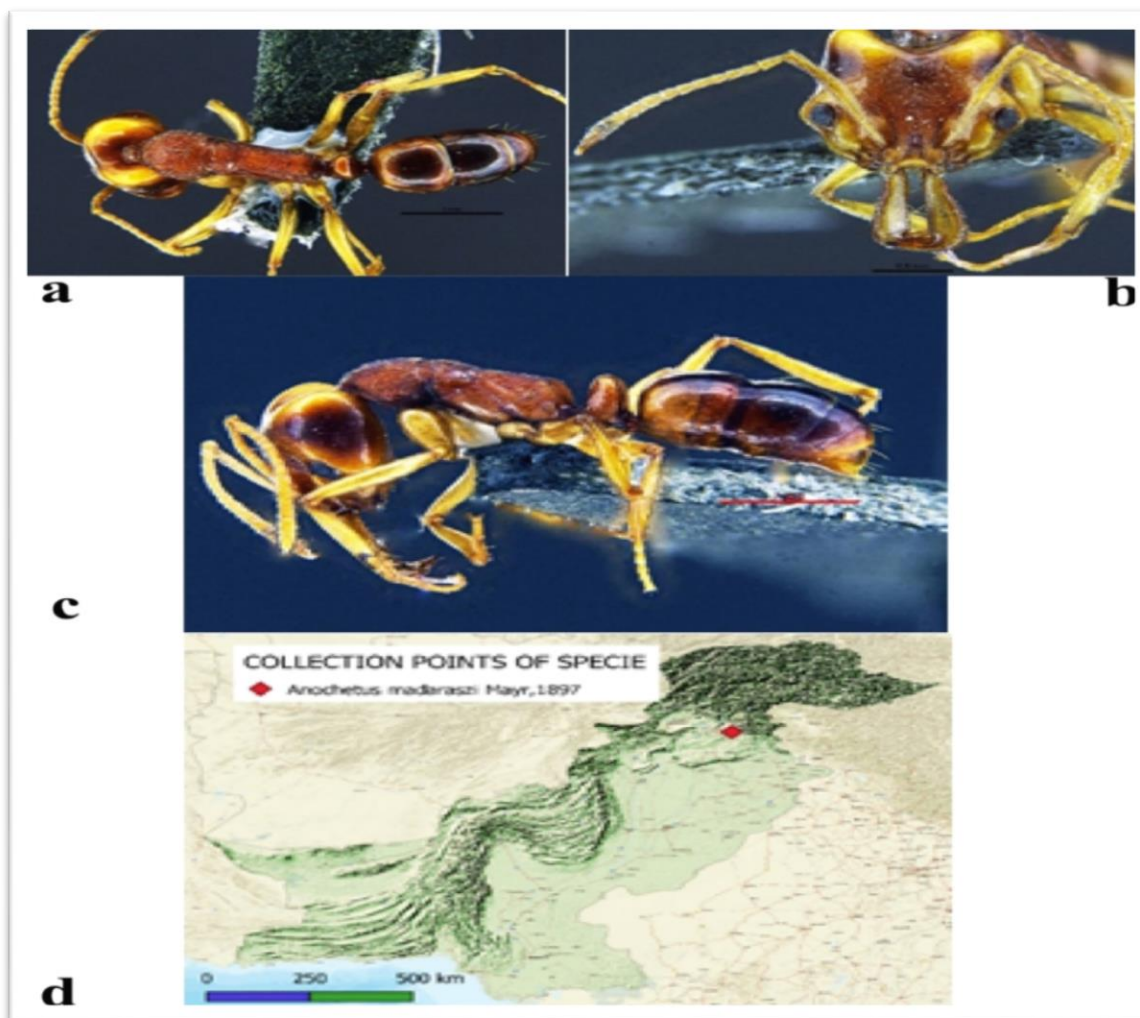 a
b
c
COLLECTION POINTS OF SPECIE
Anochetus madaraszi Mayr,1897
0 250 500 km
d